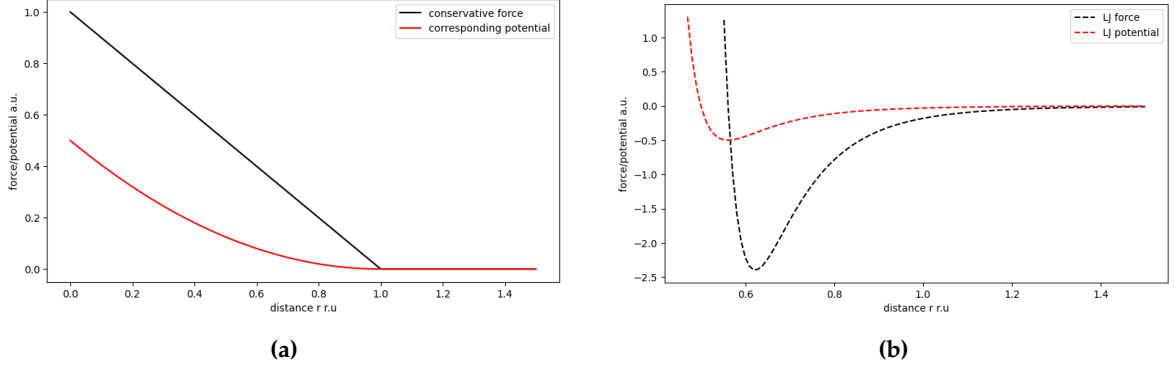 conservative force
corresponding potential
force/potential a.u.
1.0
0.8
0.6
0.4
0.2
0.0
0.0 0.2 0.4 0.6 0.8 1.0 1.2 1.4
distance r r.u
(a)
LJ force
LJ potential
force/potential a.u.
1.0
0.5
0.0
−0.5
−1.0
−1.5
−2.0
−2.5
0.6 0.8 1.0 1.2 1.4
distance r r.u
(b)